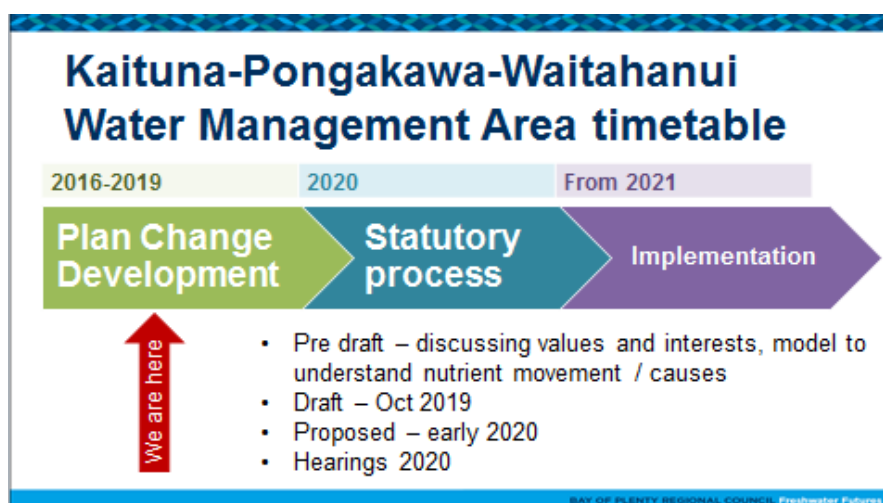 Kaituna-Pongakawa-Waitahanui
Water Management Area timetable
2016-2019
2020
From 2021
Plan Change
Development
Statutory
process
Implementation
We are here
• Pre draft – discussing values and interests, model to
understand nutrient movement / causes
• Draft – Oct 2019
• Proposed – early 2020
• Hearings 2020
BAY OF PLENTY REGIONAL COUNCIL Freshwater Futures